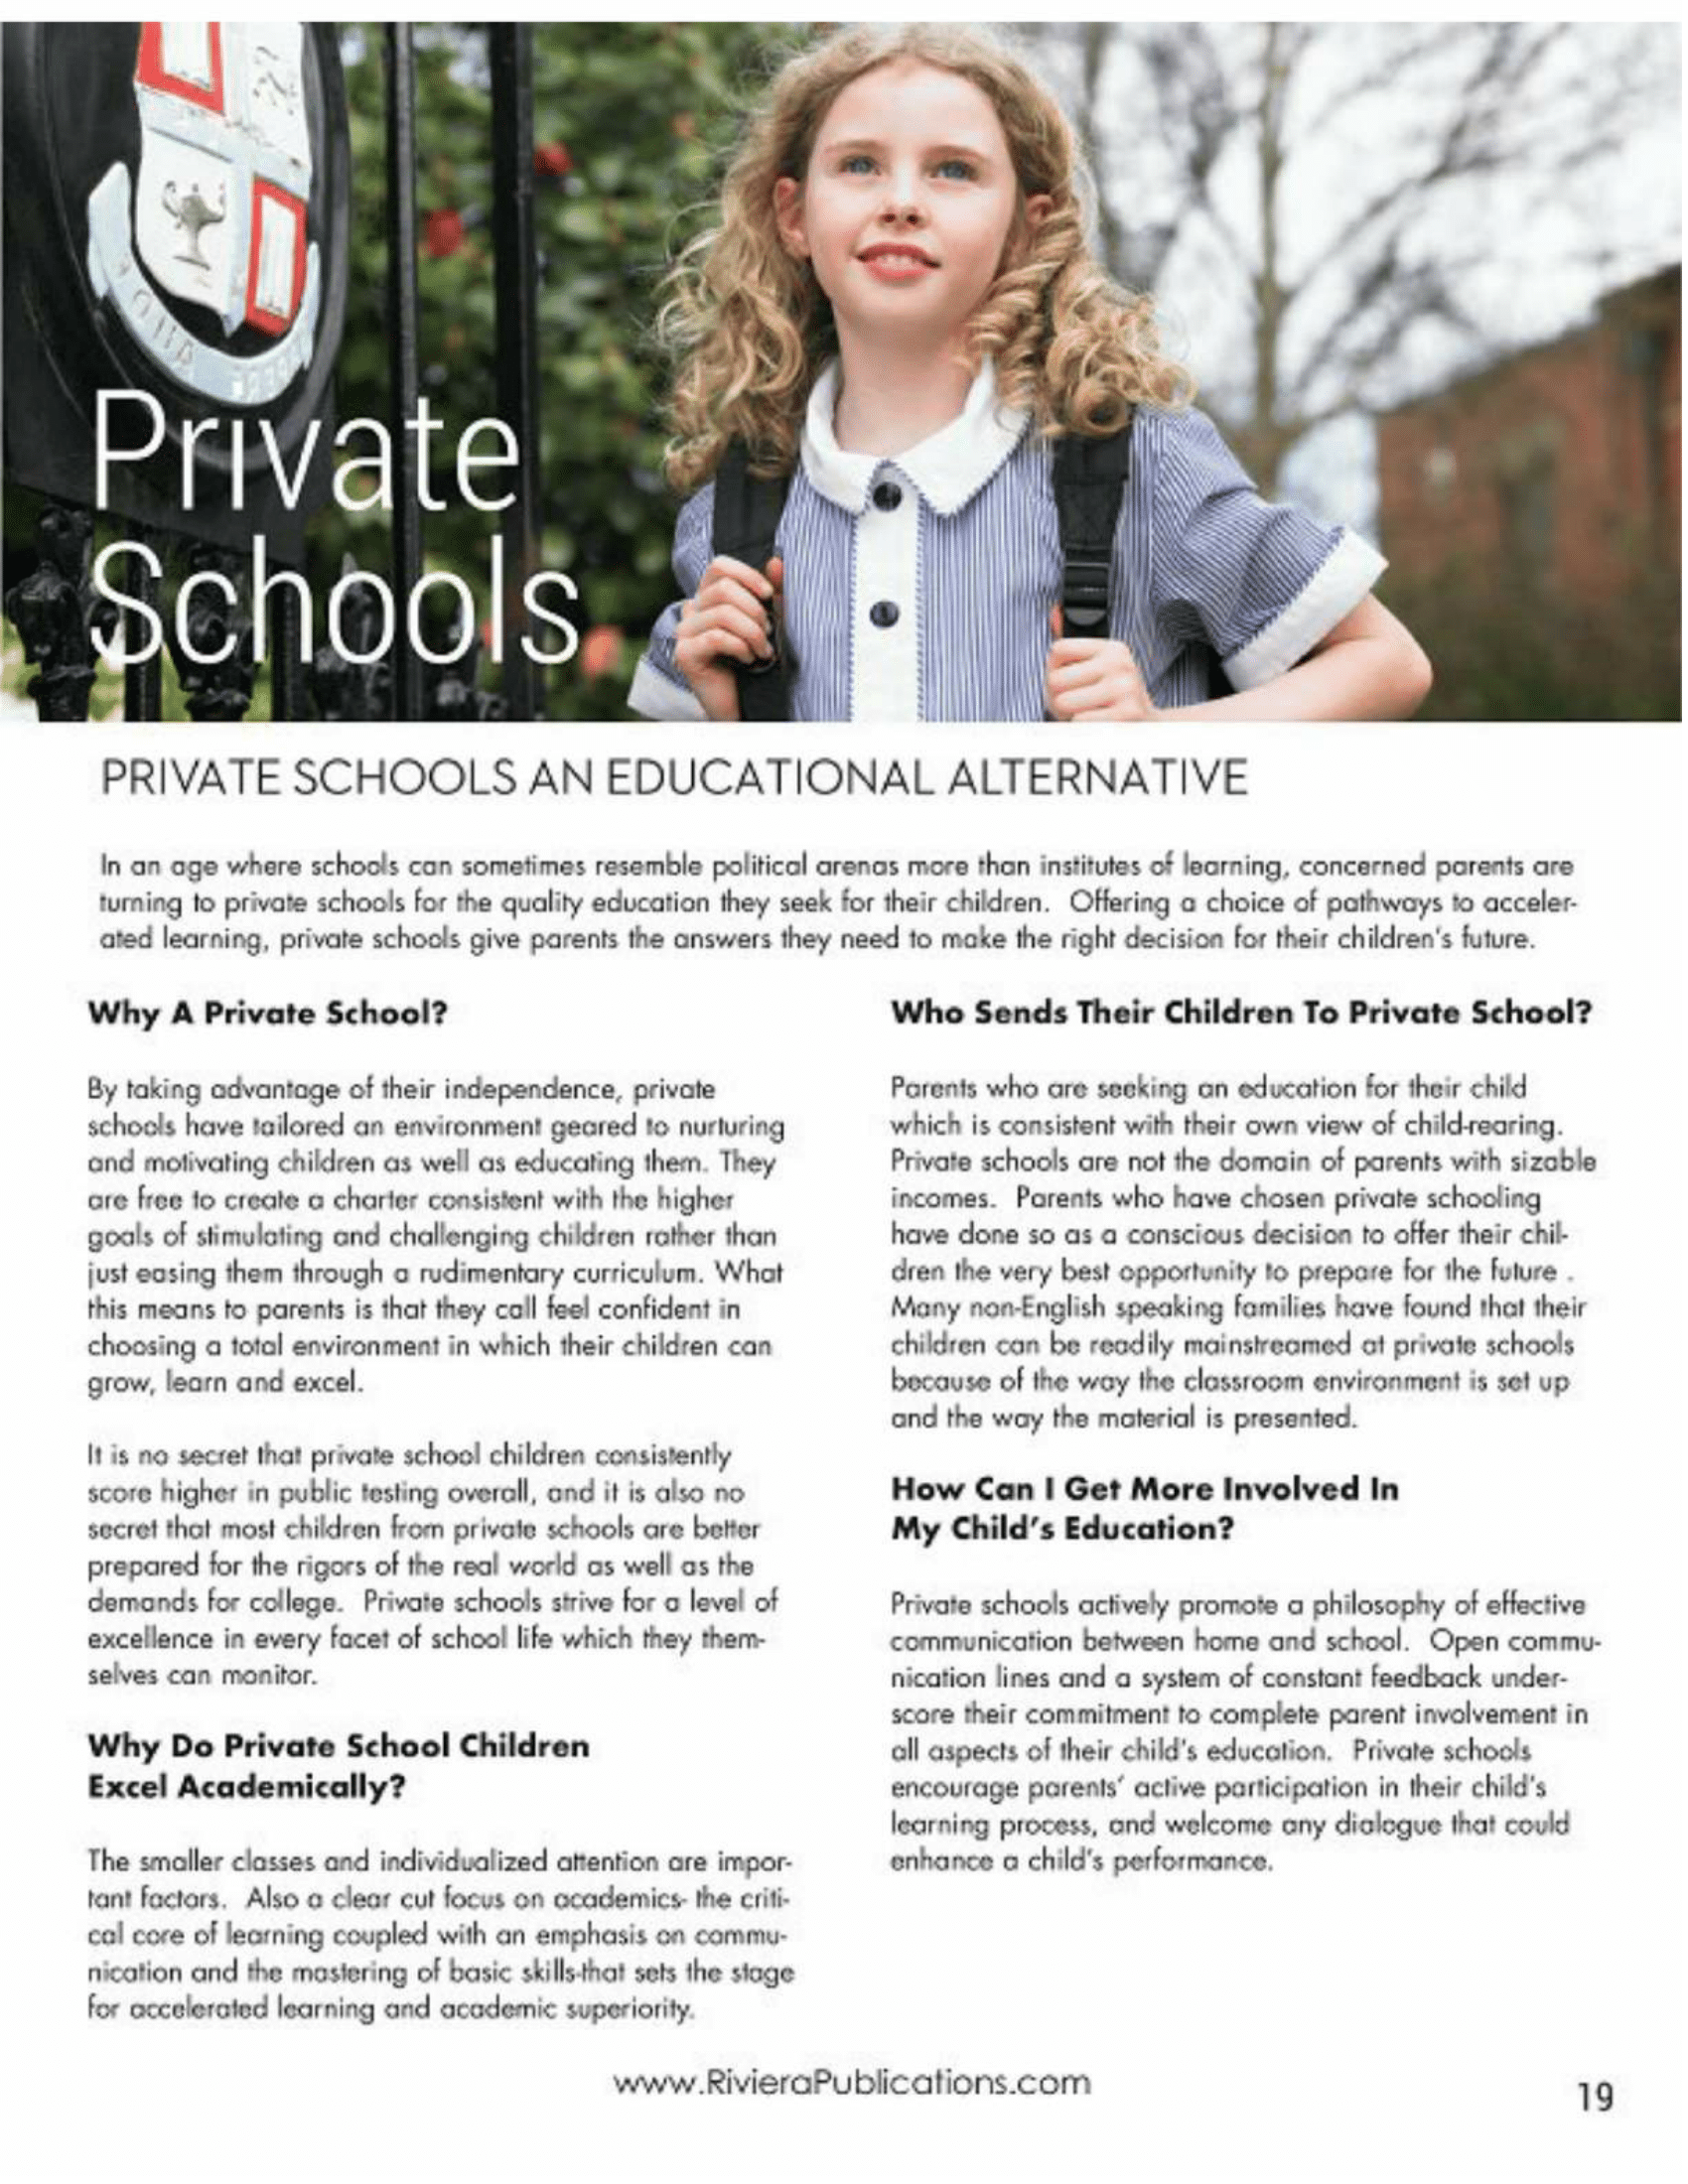 Private
Schools
PRIVATE SCHOOLS AN EDUCATIONAL ALTERNATIVE
In an age where schools can sometimes resemble political arenas more than institutes of learning, concerned parents are
turning to private schools for the quality education they seek for their children. Offering a choice of pathways to acceler-
ated learning, private schools give parents the answers they need to make the right decision for their children's future.
Why A Private School?
By taking advantage of their independence, private
schools have tailored an environment geared to nurturing
and motivating children as well as educating them. They
are free to create a charter consistent with the higher
goals of stimulating and challenging children rather than
just easing them through a rudimentary curriculum. What
this means to parents is that they call feel confident in
choosing a total environment in which their children can
grow, learn and excel.
It is no secret that private school children consistently
score higher in public testing overall, and it is also no
secret that most children from private schools are better
prepared for the rigors of the real world as well as the
demands for college. Private schools strive for a level of
excellence in every facet of school life which they them-
selves can monitor.
Why Do Private School Children
Excel Academically?
The smaller classes and individualized attention are impor-
tant factors. Also a clear cut focus on academics- the criti-
cal core of learning coupled with an emphasis on commu-
nication and the mastering of basic skills-that sets the stage
for accelerated learning and academic superiority.
Who Sends Their Children To Private School?
Parents who are seeking an education for their child
which is consistent with their own view of child-rearing.
Private schools are not the domain of parents with sizable
incomes. Parents who have chosen private schooling
have done so as a conscious decision to offer their chil-
dren the very best opportunity to prepare for the future .
Many non-English speaking families have found that their
children can be readily mainstreamed at private schools
because of the way the classroom environment is set up
and the way the material is presented.
How Can I Get More Involved In
My Child's Education?
Private schools actively promote a philosophy of effective
communication between home and school. Open commu-
nication lines and a system of constant feedback under-
score their commitment to complete parent involvement in
all aspects of their child's education. Private schools
encourage parents' active participation in their child's
learning process, and welcome any dialogue that could
enhance a child's performance.
www.RivieraPublications.com
19